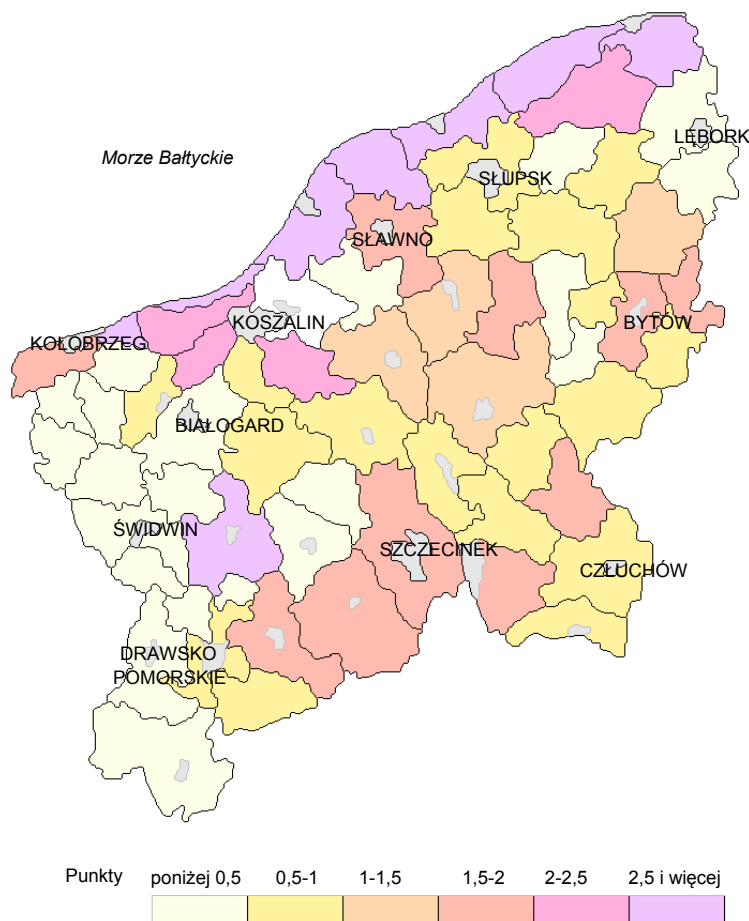 Morze Bałtyckie
LĘBORK
SŁUPSK
SŁAWNO
KOSZALIN
BYTÓW
KOŁOBRZEG
BIAŁOGARD
ŚWIDWIN
SZCZECINEK
CZŁUCHÓW
DRAWSKO
POMORSKIE
Punkty poniżej 0,5 0,5-1 1-1,5 1,5-2 2-2,5 2,5 i więcej